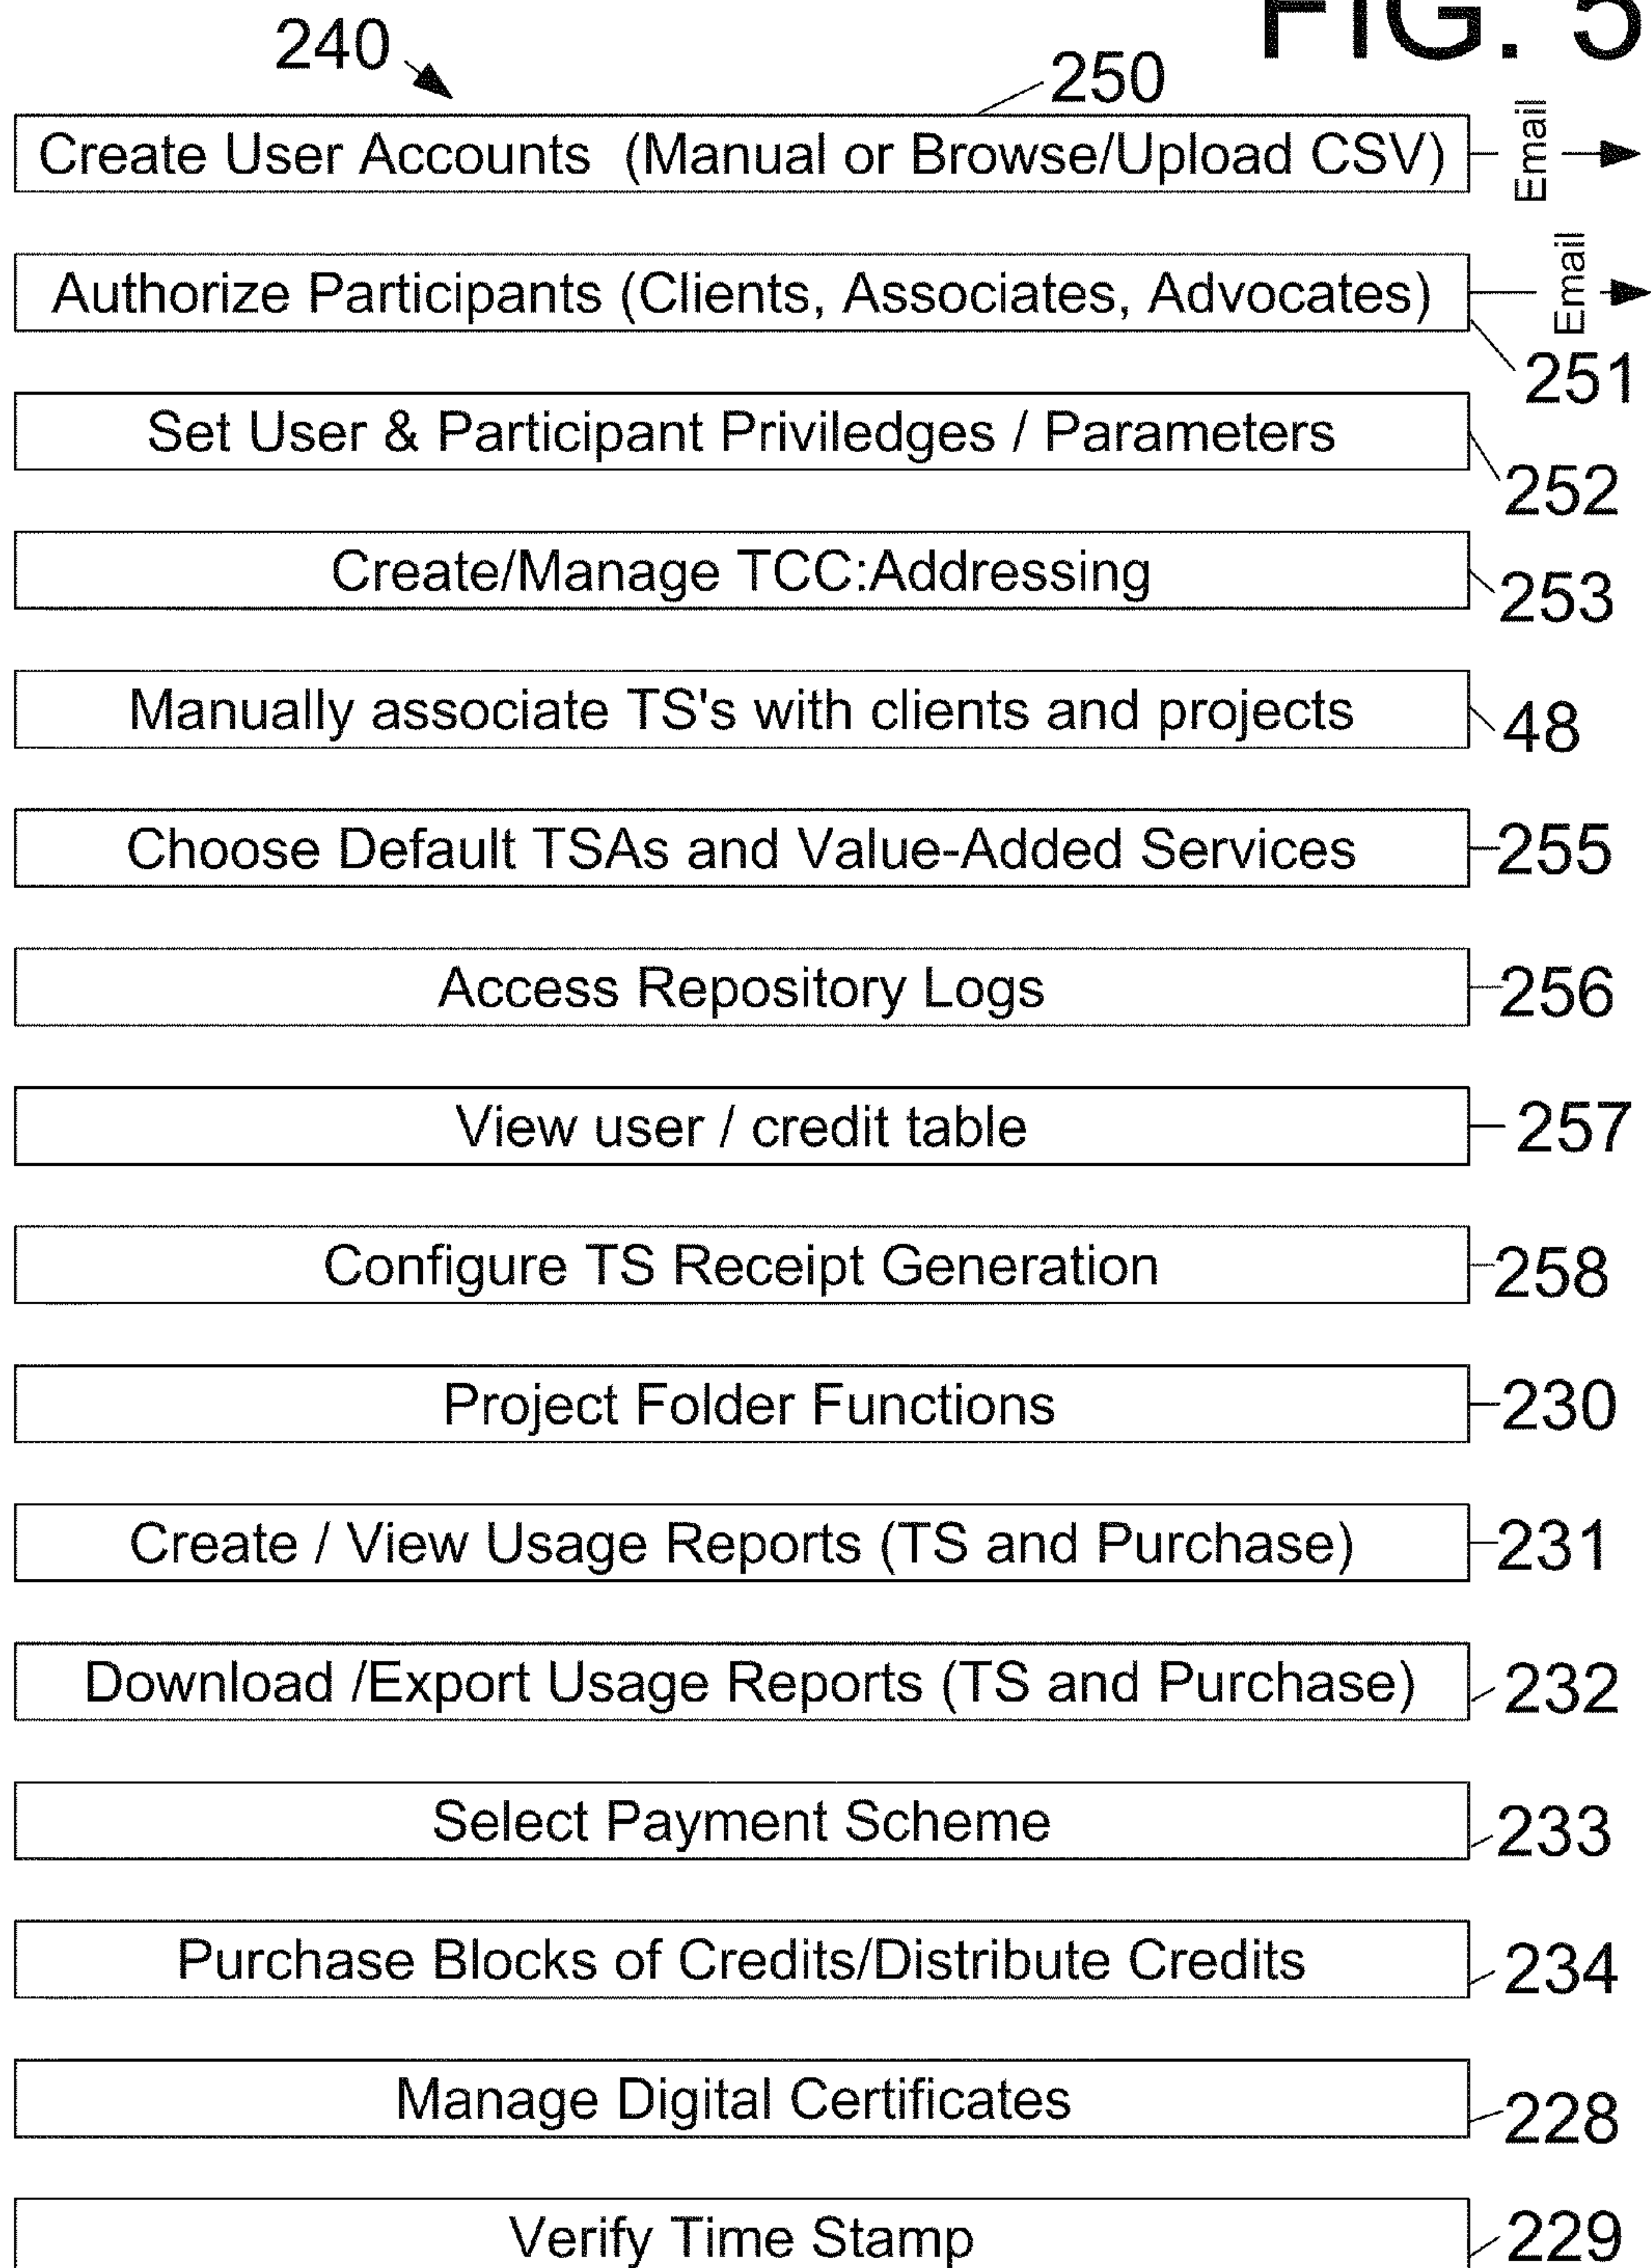 FIG. 5
240
250
Create User Accounts (Manual or Browse/Upload CSV)
Email
Authorize Participants (Clients, Associates, Advocates)
Email
251
Set User & Participant Priviledges / Parameters
252
Create/Manage TCC:Addressing
253
Manually associate TS's with clients and projects
48
Choose Default TSAs and Value-Added Services
255
Access Repository Logs
256
View user / credit table
257
Configure TS Receipt Generation
258
Project Folder Functions
230
Create / View Usage Reports (TS and Purchase)
231
Download /Export Usage Reports (TS and Purchase)
232
Select Payment Scheme
233
Purchase Blocks of Credits/Distribute Credits
234
Manage Digital Certificates
228
Verify Time Stamp
229